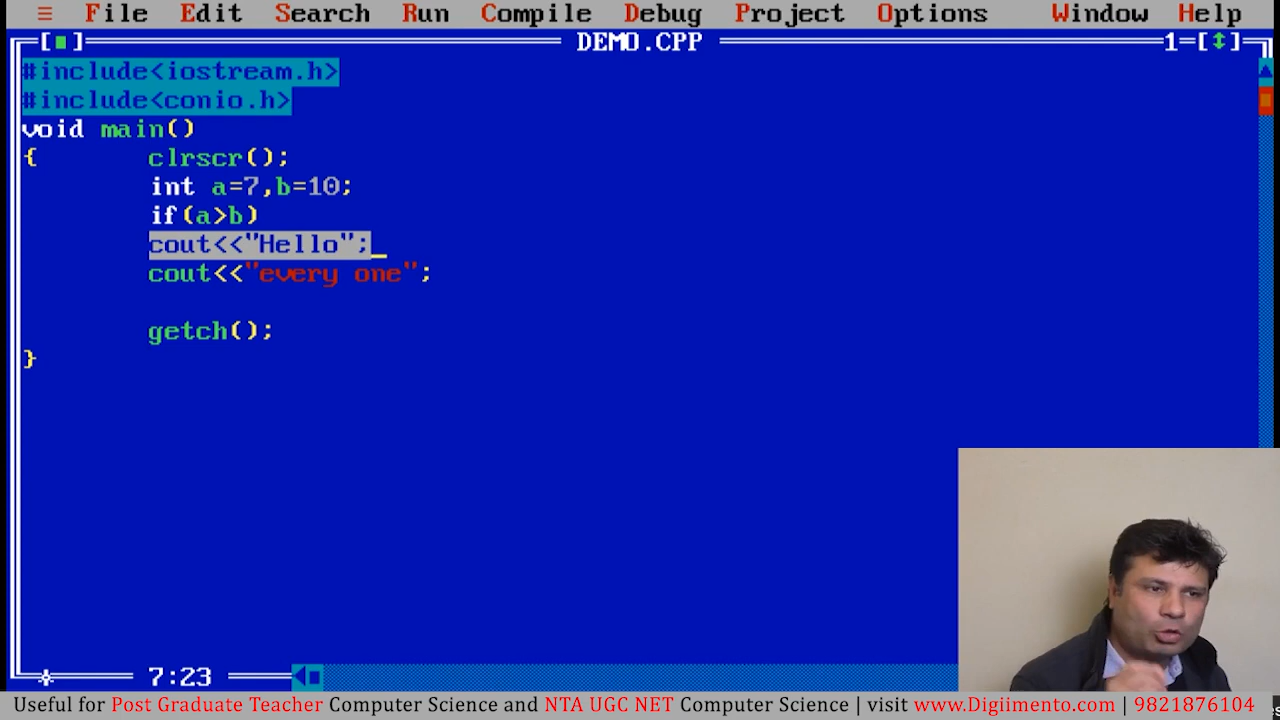 ≡ File Edit Search Run Compile Debug Project Options Window Help
[■] DEMO.CPP 1=[↕]
#include<iostream.h>
#include<conio.h>
void main()
{ clrscr();
int a=7,b=10;
if(a>b)
cout<<"Hello";
cout<<"every one";
getch();
}
7:23
Useful for Post Graduate Teacher Computer Science and NTA UGC NET Computer Science | visit www.Digiimento.com | 9821876104